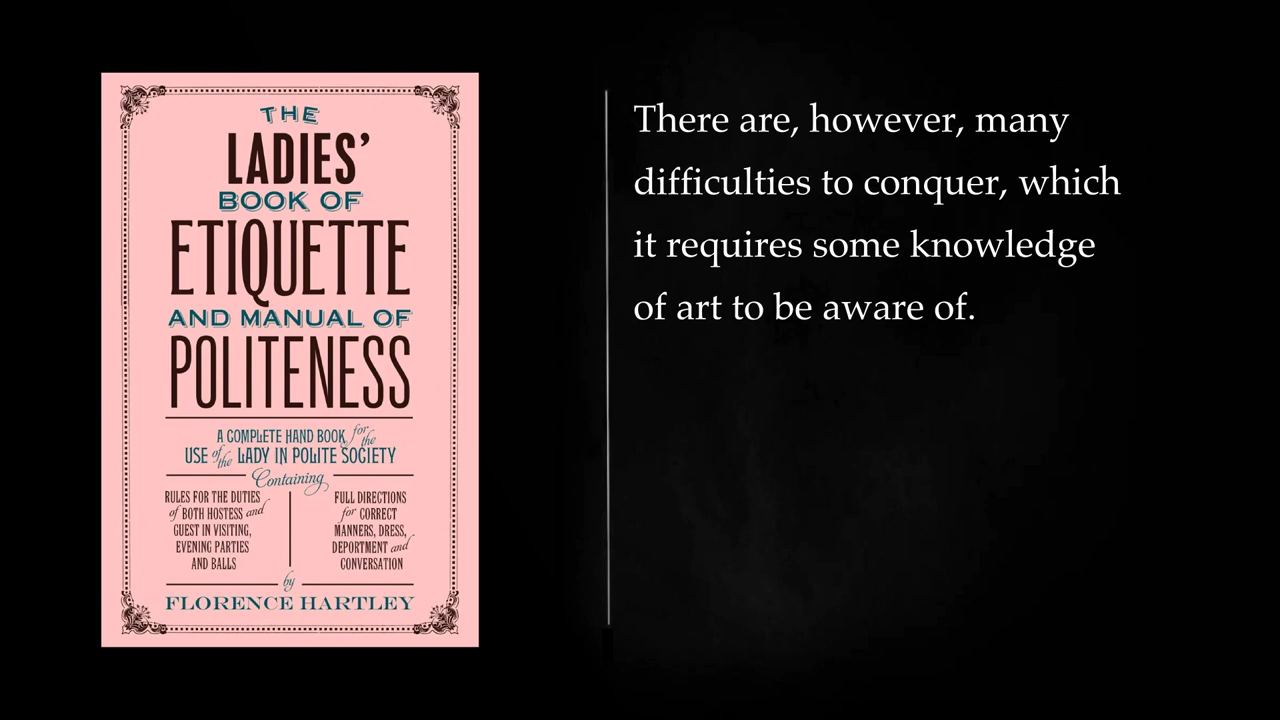 THE
LADIES'
BOOK OF
ETIQUETTE
AND MANUAL OF
POLITENESS
A COMPLETE HAND BOOK for the
USE of the LADY IN POLITE SOCIETY
Containing
RULES FOR THE DUTIES
of BOTH HOSTESS and
GUEST IN VISITING,
EVENING PARTIES
AND BALLS
FULL DIRECTIONS
for CORRECT
MANNERS, DRESS,
DEPORTMENT and
CONVERSATION
by
FLORENCE HARTLEY
There are, however, many
difficulties to conquer, which
it requires some knowledge
of art to be aware of.